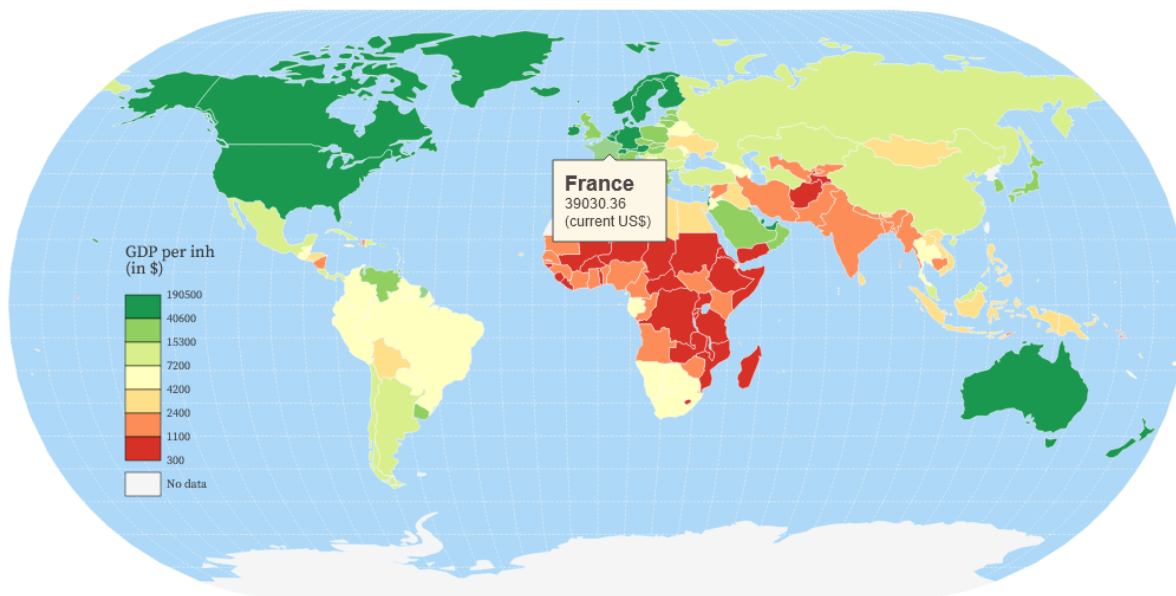 France
39030.36
(current US$)
GDP per inh
(in $)
190500
40600
15300
7200
4200
2400
1100
300
No data